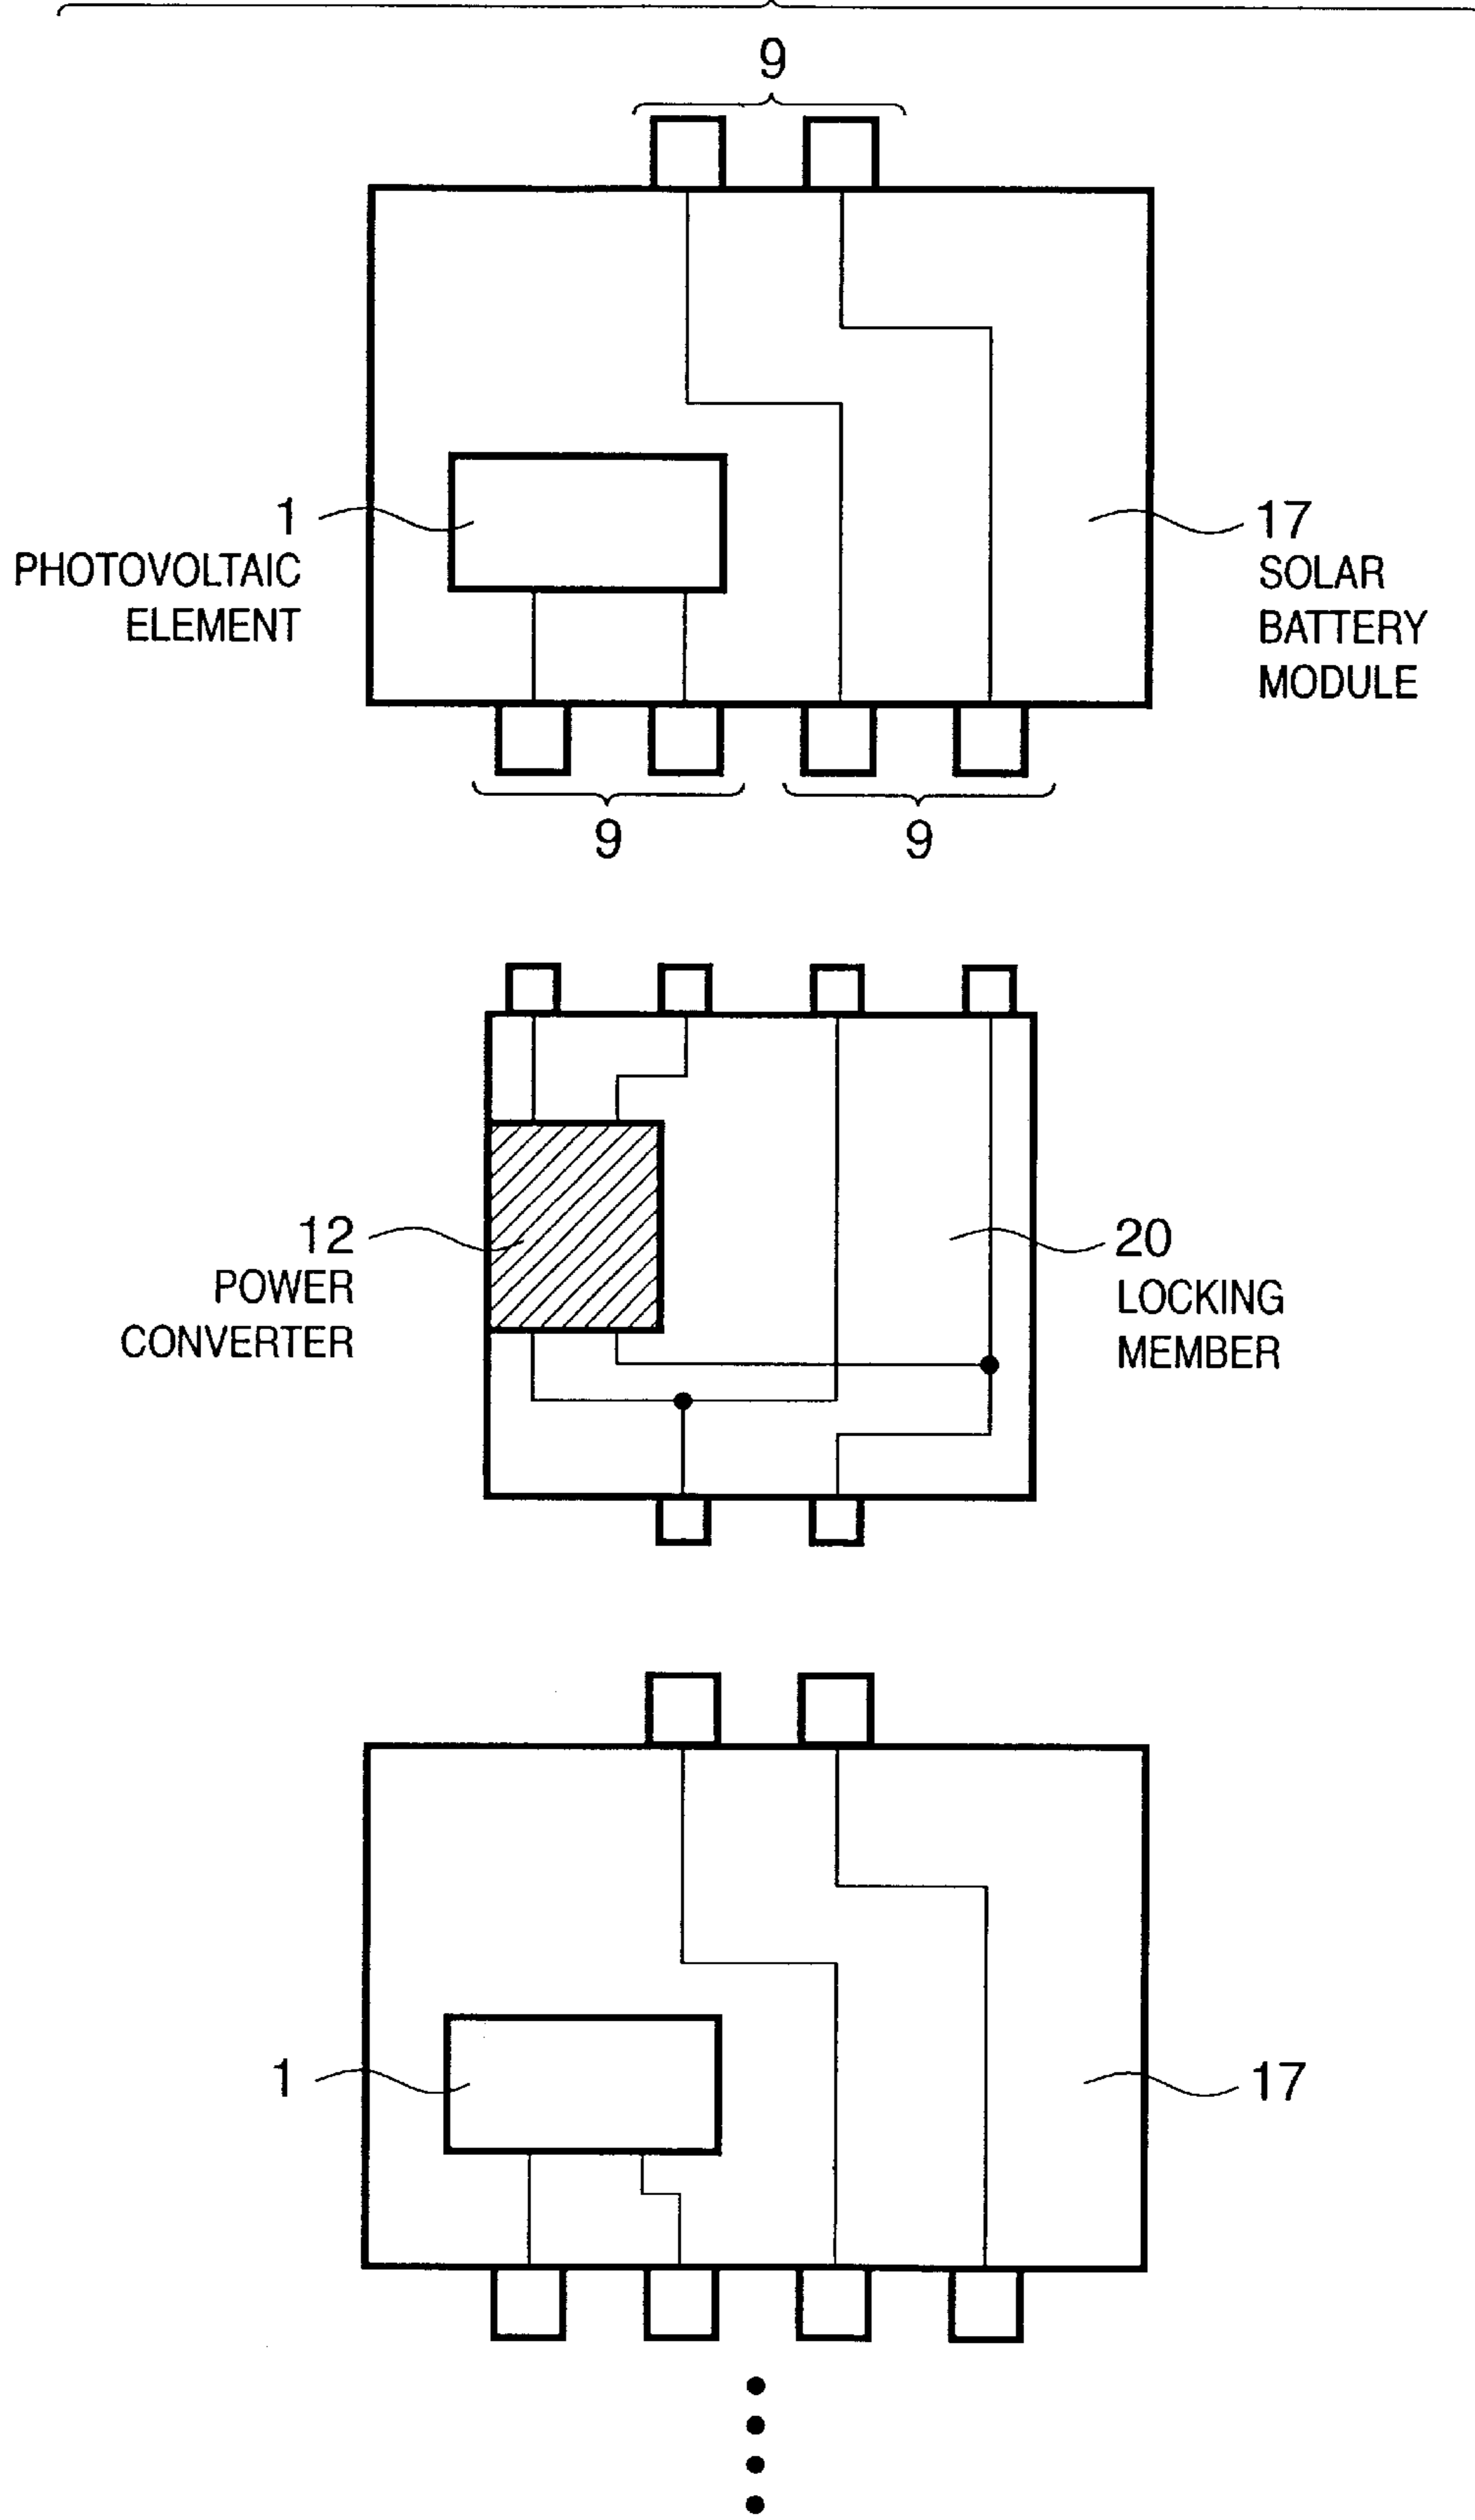 9
1
PHOTOVOLTAIC
ELEMENT
17
SOLAR
BATTERY
MODULE
9
9
12
POWER
CONVERTER
20
LOCKING
MEMBER
1
17